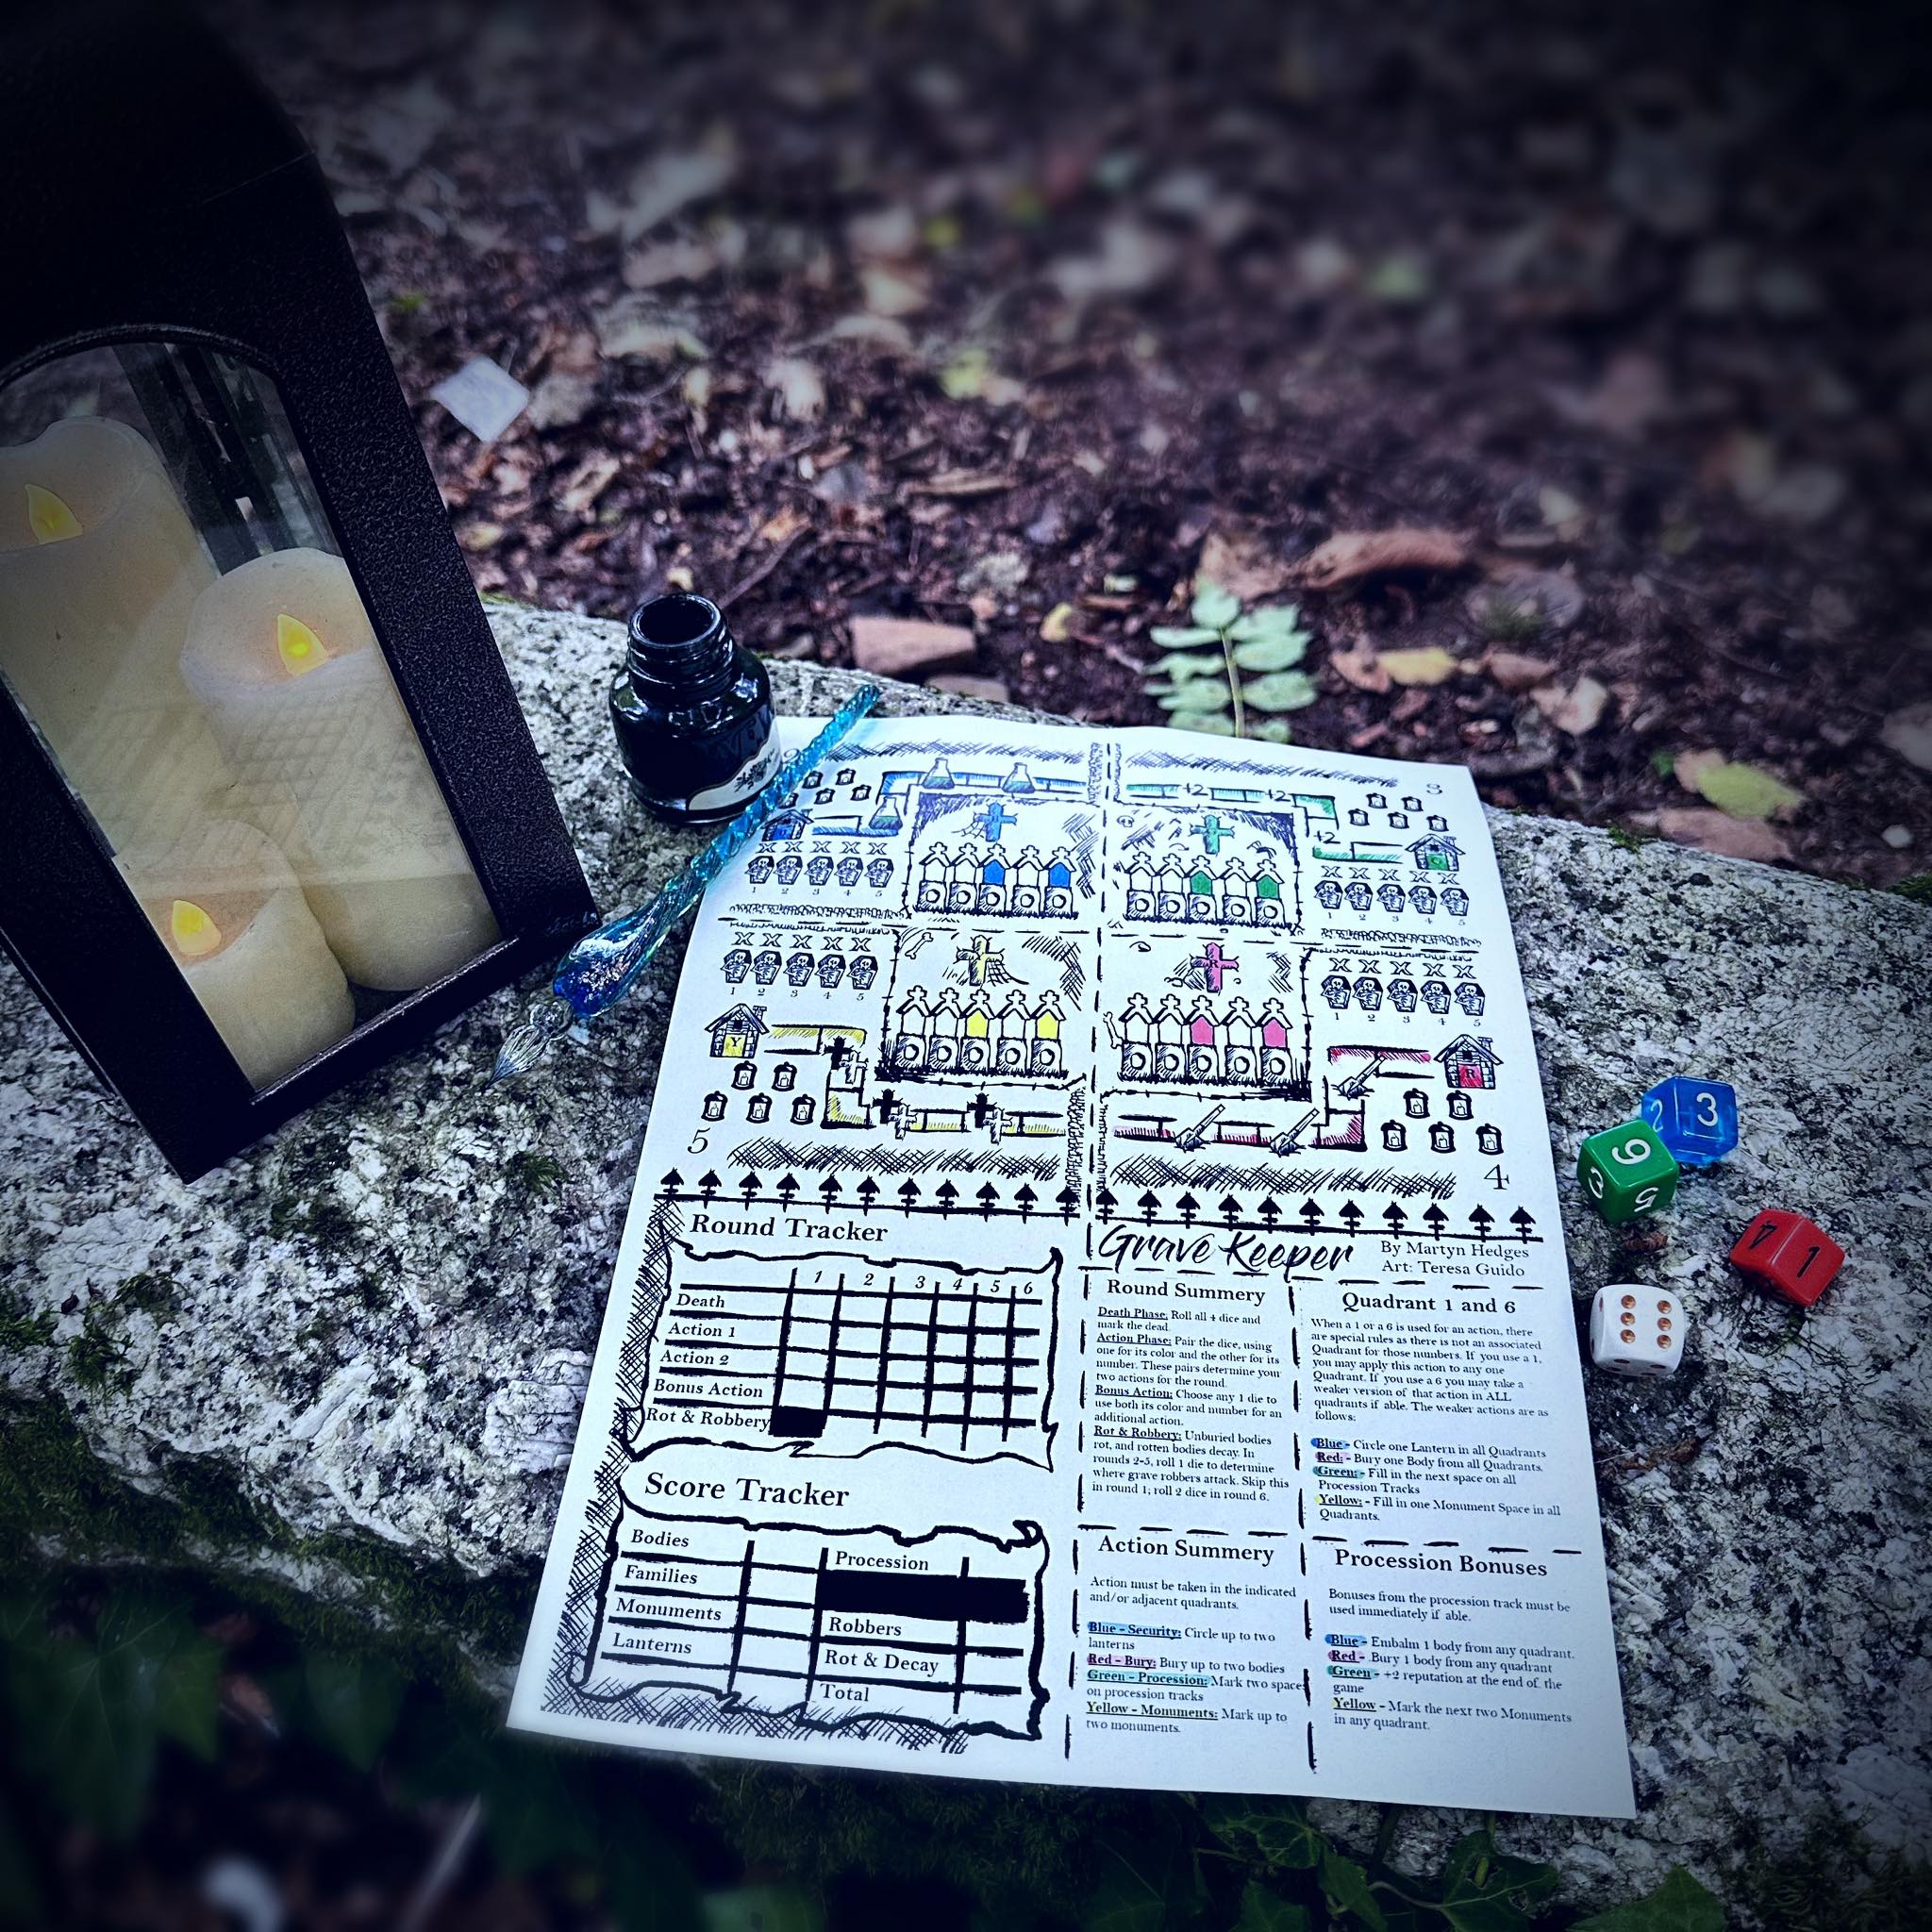 3
+2 +2
+2
G
X X X X X
1 2 3 4 5
X X X X X
1 2 3 4 5
X X X X X
1 2 3 4 5
X X X X X
1 2 3 4 5
R
Y
R
5
4
2 3
6
3 5
4 1
Round Tracker
1 2 3 4 5 6
Death
Action 1
Action 2
Bonus Action
Rot & Robbery
Score Tracker
Bodies
Families
Monuments
Lanterns
Procession
Robbers
Rot & Decay
Total
Grave Keeper
By Martyn Hedges
Art: Teresa Guido
Round Summery
Death Phase: Roll all 4 dice and
mark the dead.
Action Phase: Pair the dice, using
one for its color and the other for its
number. These pairs determine your
two actions for the round.
Bonus Action: Choose any 1 die to
use both its color and number for an
additional action.
Rot & Robbery: Unburied bodies
rot, and rotten bodies decay. In
rounds 2-5, roll 1 die to determine
where grave robbers attack. Skip this
in round 1; roll 2 dice in round 6.
Quadrant 1 and 6
When a 1 or a 6 is used for an action, there
are special rules as there is not an associated
Quadrant for those numbers. If you use a 1,
you may apply this action to any one
Quadrant. If you use a 6 you may take a
weaker version of that action in ALL
quadrants if able. The weaker actions are as
follows:
Blue - Circle one Lantern in all Quadrants
Red: - Bury one Body from all Quadrants.
Green: - Fill in the next space on all
Procession Tracks
Yellow: - Fill in one Monument Space in all
Quadrants.
Action Summery
Action must be taken in the indicated
and/or adjacent quadrants.
Blue - Security: Circle up to two
lanterns
Red - Bury: Bury up to two bodies
Green - Procession: Mark two spaces
on procession tracks
Yellow - Monuments: Mark up to
two monuments.
Procession Bonuses
Bonuses from the procession track must be
used immediately if able.
Blue - Embalm 1 body from any quadrant.
Red - Bury 1 body from any quadrant
Green - +2 reputation at the end of the
game
Yellow - Mark the next two Monuments
in any quadrant.